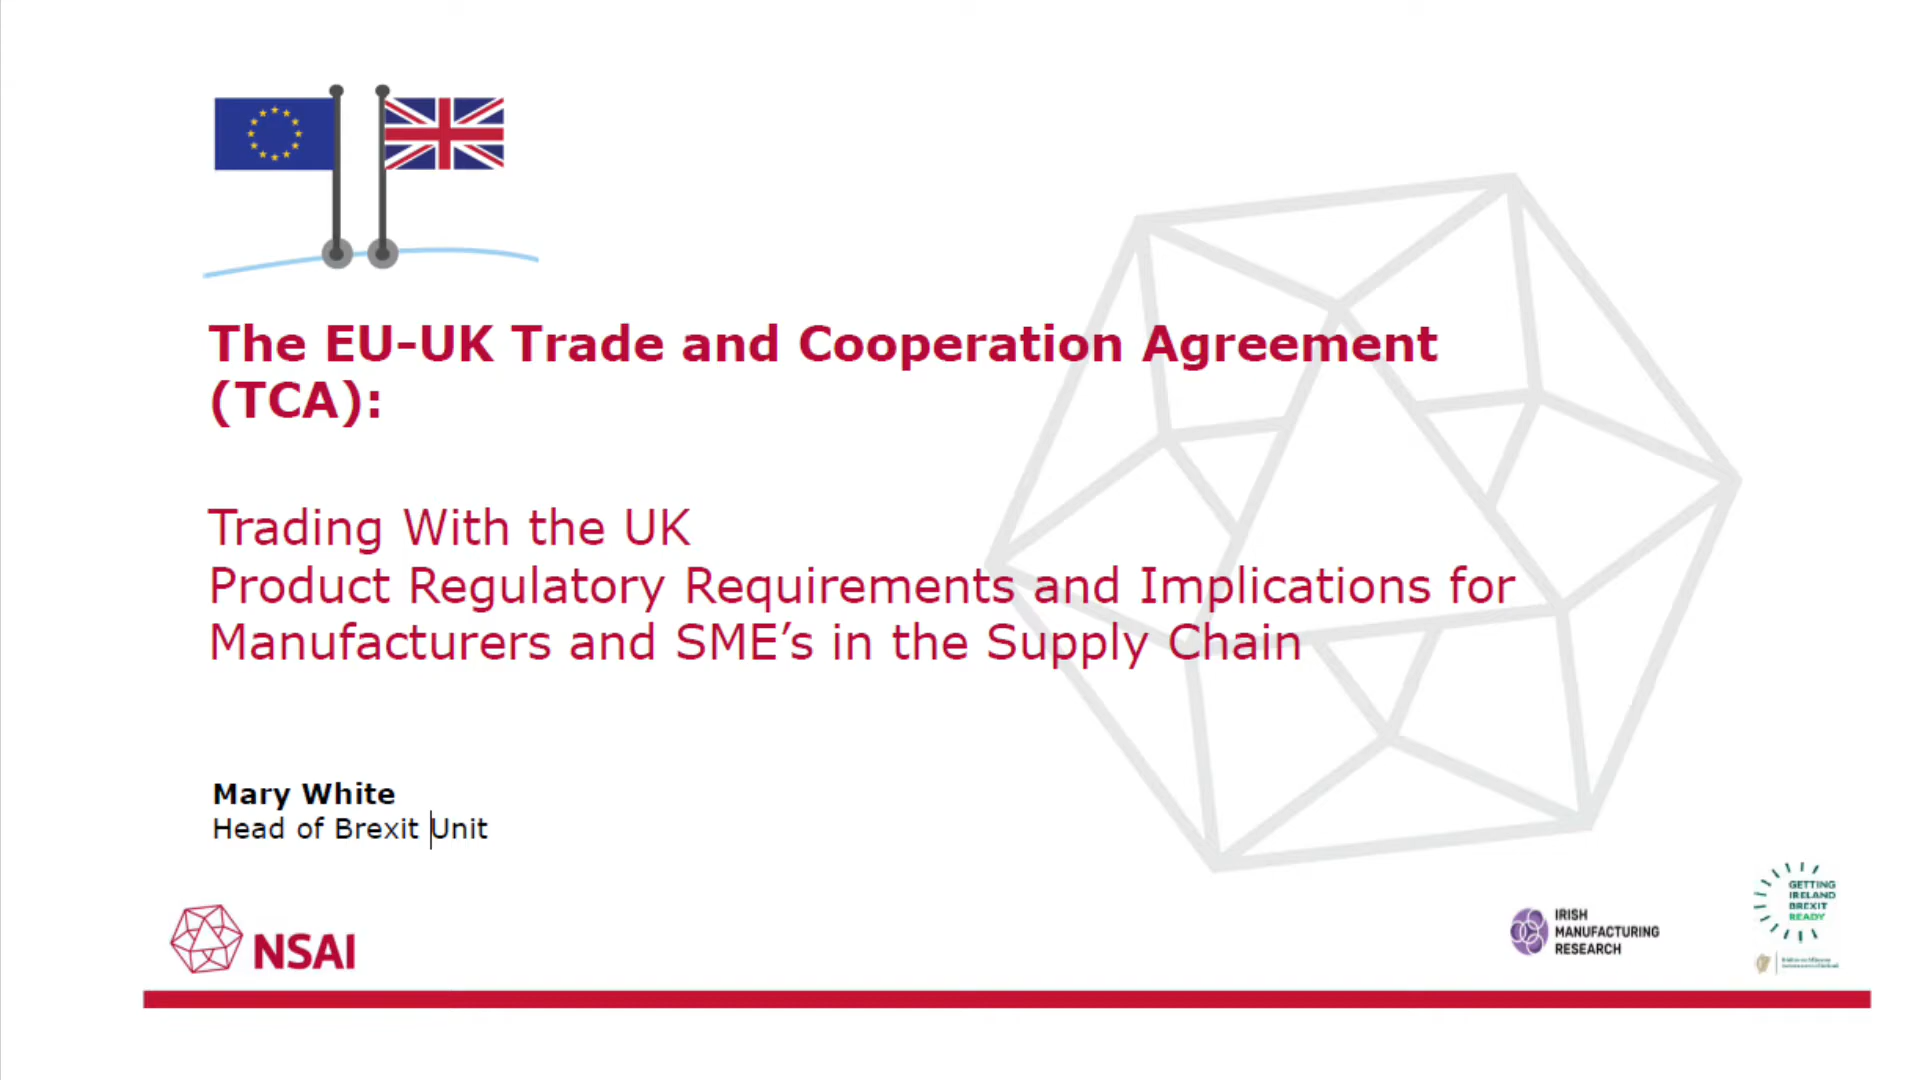 The EU-UK Trade and Cooperation Agreement
(TCA):
Trading With the UK
Product Regulatory Requirements and Implications for
Manufacturers and SME’s in the Supply Chain
Mary White
Head of Brexit Unit
NSAI
IRISH
MANUFACTURING
RESEARCH
GETTING
IRELAND
BREXIT
READY